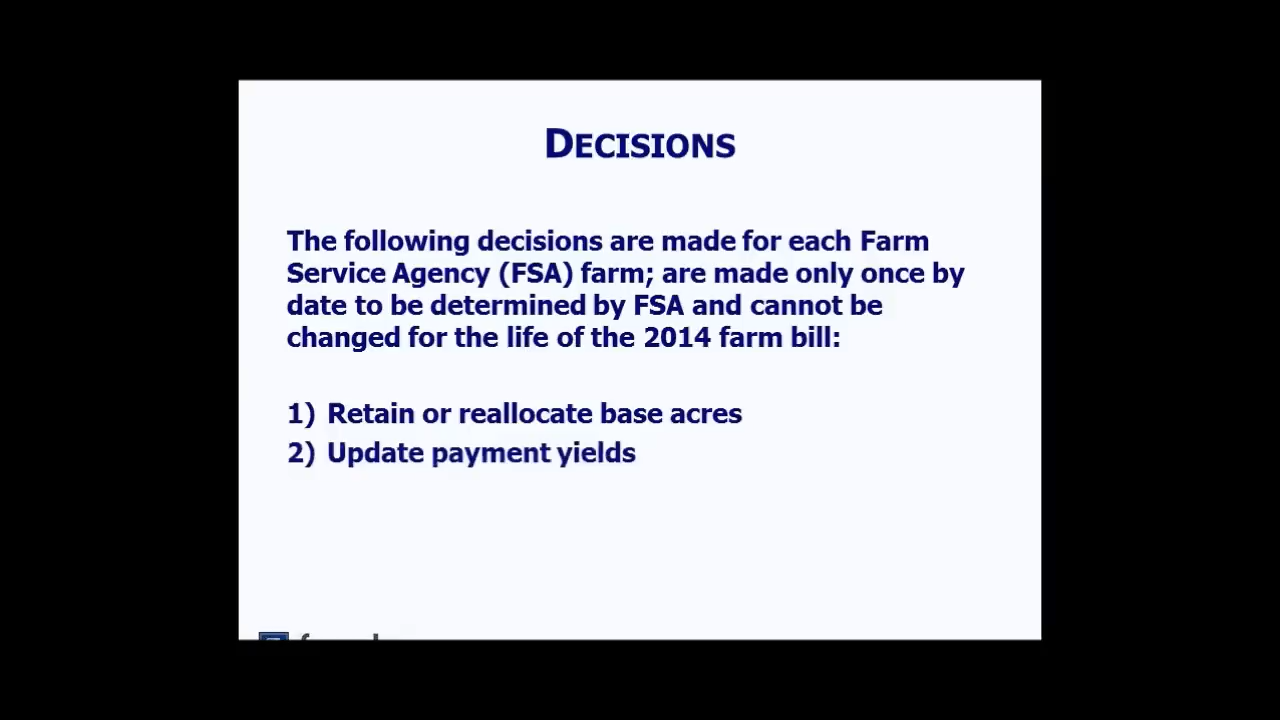 DECISIONS
The following decisions are made for each Farm
Service Agency (FSA) farm; are made only once by
date to be determined by FSA and cannot be
changed for the life of the 2014 farm bill:
1) Retain or reallocate base acres
2) Update payment yields